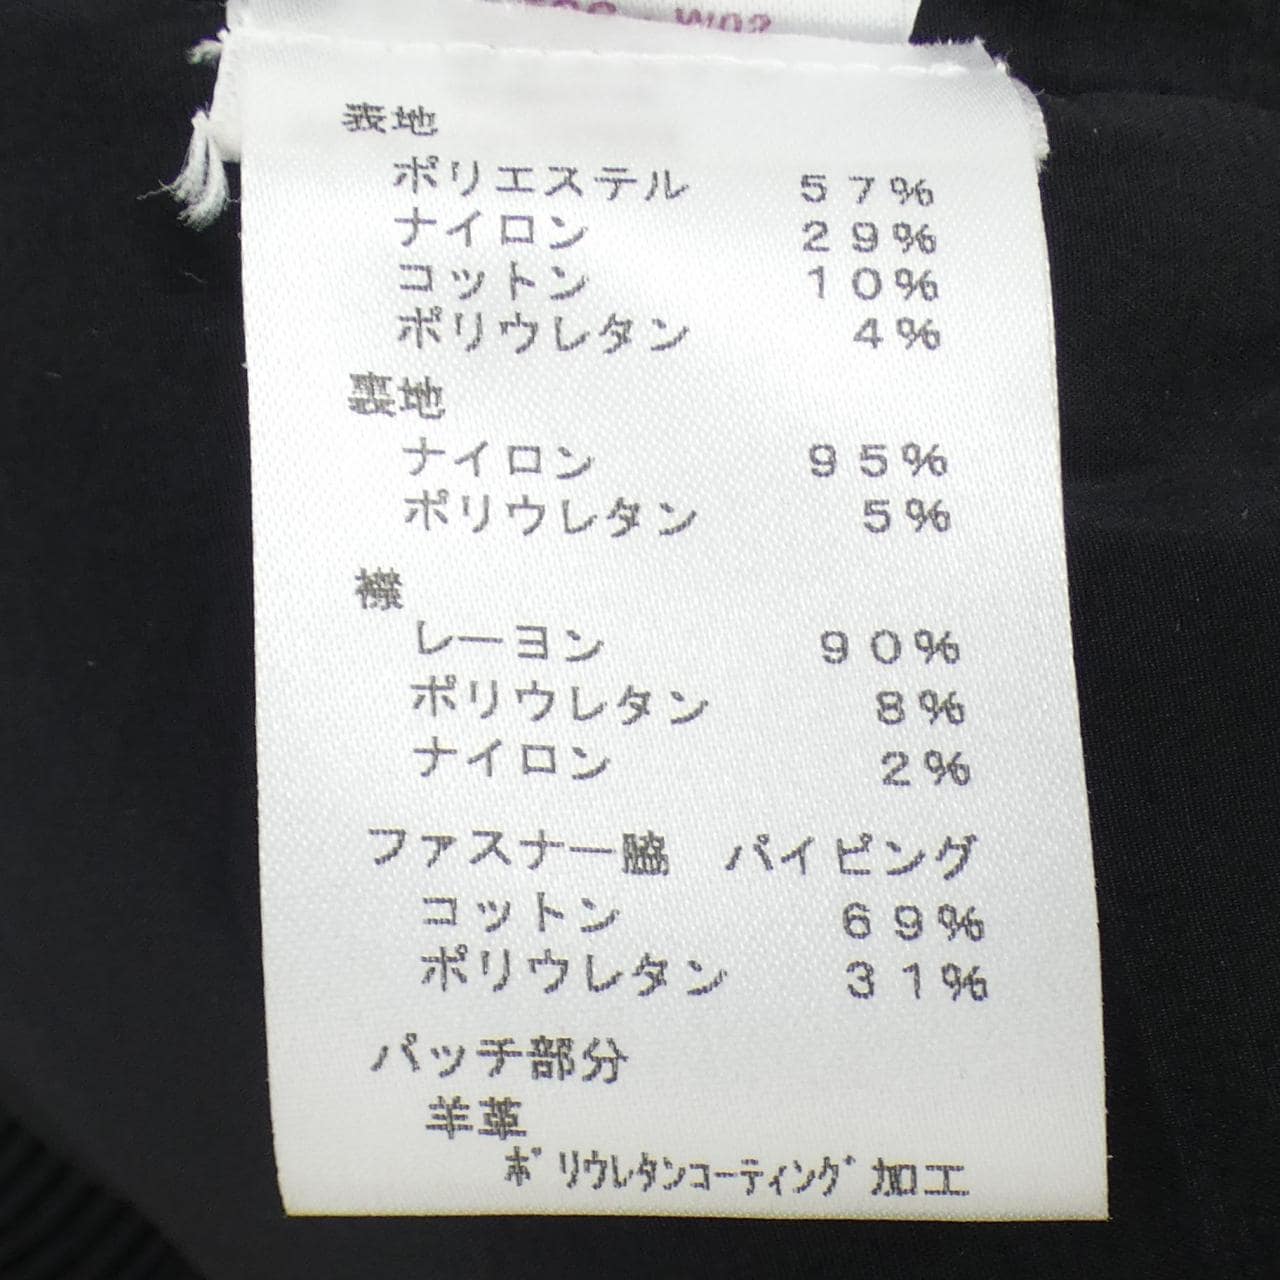 W02
表地
ポリエステル 57%
ナイロン 29%
コットン 10%
ポリウレタン 4%
裏地
ナイロン 95%
ポリウレタン 5%
襟
レーヨン 90%
ポリウレタン 8%
ナイロン 2%
ファスナー脇 パイピング
コットン 69%
ポリウレタン 31%
パッチ部分
羊革
ポリウレタンコーティング加工